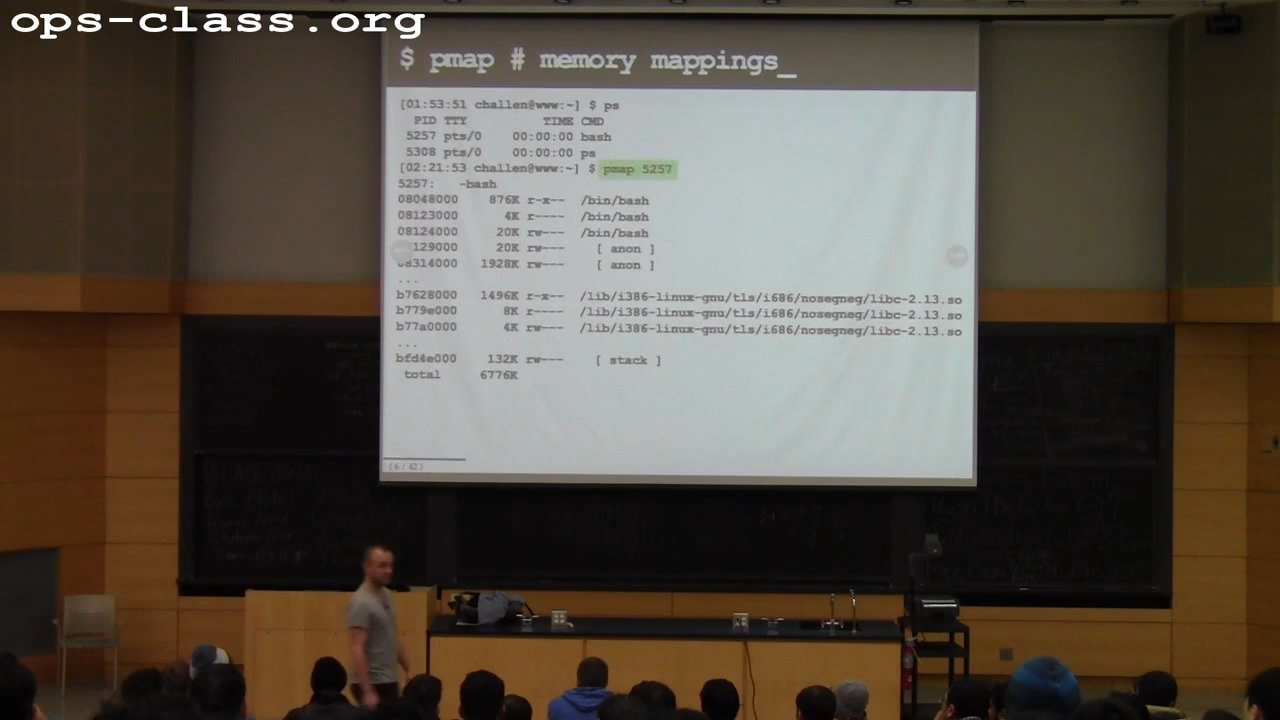 ops-class.org
$ pmap # memory mappings_
[01:53:51 challen@www:~] $ ps
PID TTY TIME CMD
5257 pts/0 00:00:00 bash
5308 pts/0 00:00:00 ps
[02:21:53 challen@www:~] $ pmap 5257
5257: -bash
08048000 876K r-x-- /bin/bash
08123000 4K r---- /bin/bash
08124000 20K rw--- /bin/bash
129000 20K rw--- [ anon ]
08314000 1928K rw--- [ anon ]
...
b7628000 1496K r-x-- /lib/i386-linux-gnu/tls/i686/nosegneg/libc-2.13.so
b779e000 8K r---- /lib/i386-linux-gnu/tls/i686/nosegneg/libc-2.13.so
b77a0000 4K rw--- /lib/i386-linux-gnu/tls/i686/nosegneg/libc-2.13.so
...
bfd4e000 132K rw--- [ stack ]
total 6776K
(6 / 42)